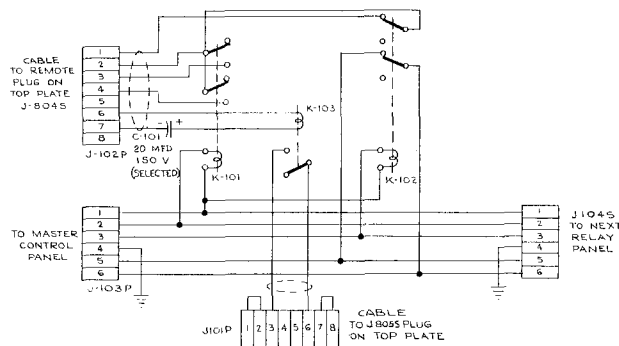 CABLE
TO REMOTE
PLUG ON
TOP PLATE
J-804S
1
2
3
4
5
6
7
8
J-102P
- +
C-101
20 MFD
150 V
(SELECTED)
K-103
K-101
K-102
TO MASTER
CONTROL
PANEL
1
2
3
4
5
6
J-103P
1
2
3
4
5
6
J104S
TO NEXT
RELAY
PANEL
J101P
1 2 3 4 5 6 7 8
CABLE
TO J805S PLUG
ON TOP PLATE